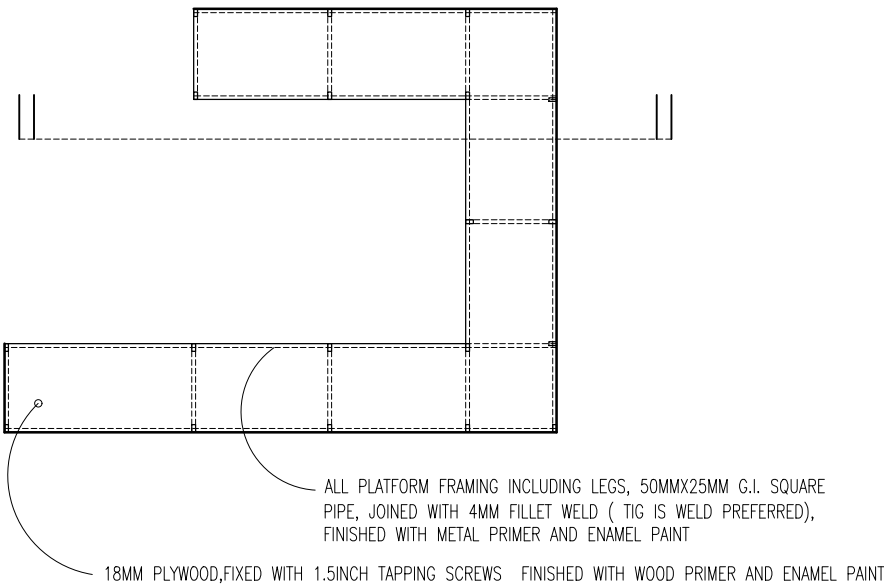 ALL PLATFORM FRAMING INCLUDING LEGS, 50MMX25MM G.I. SQUARE
PIPE, JOINED WITH 4MM FILLET WELD ( TIG IS WELD PREFERRED),
FINISHED WITH METAL PRIMER AND ENAMEL PAINT
18MM PLYWOOD,FIXED WITH 1.5INCH TAPPING SCREWS FINISHED WITH WOOD PRIMER AND ENAMEL PAINT